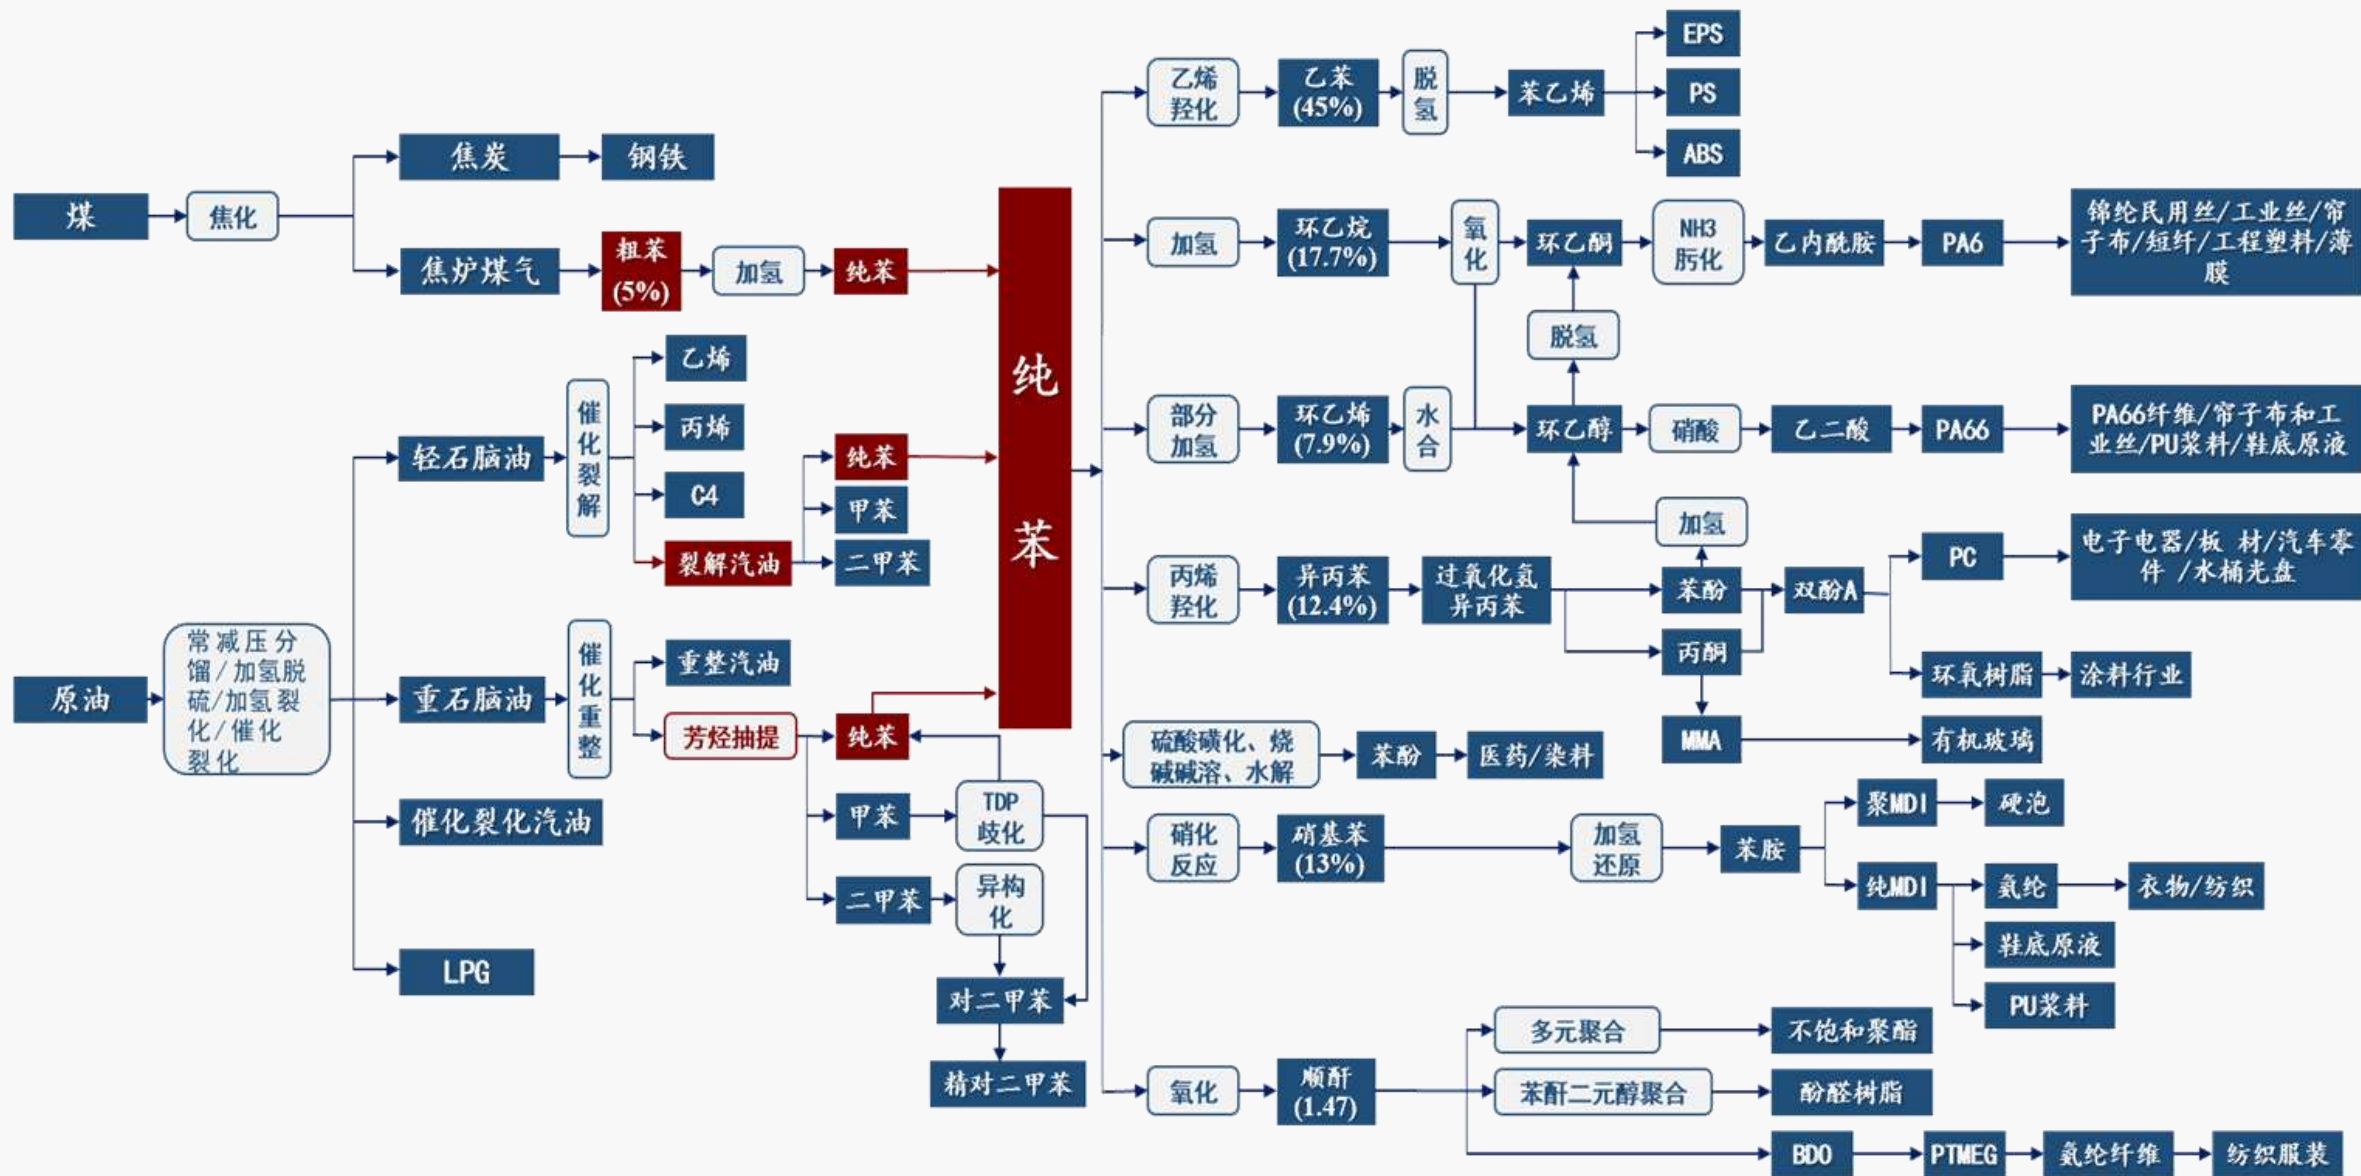 煤
焦化
焦炭
钢铁
焦炉煤气
粗苯
(5%)
加氢
纯苯
原油
常减压分
馏/加氢脱
硫/加氢裂
化/催化
裂化
轻石脑油
催
化
裂
解
乙烯
丙烯
C4
裂解汽油
纯苯
甲苯
二甲苯
重石脑油
催
化
重
整
重整汽油
芳烃抽提
纯苯
甲苯
TDP
歧化
二甲苯
异构
化
对二甲苯
精对二甲苯
催化裂化汽油
LPG
纯
苯
乙烯
羟化
乙苯
(45%)
脱
氢
苯乙烯
EPS
PS
ABS
加氢
环乙烷
(17.7%)
氧
化
环乙酮
NH3
肟化
乙内酰胺
PA6
锦纶民用丝/工业丝/帘
子布/短纤/工程塑料/薄
膜
脱氢
部分
加氢
环乙烯
(7.9%)
水
合
环乙醇
硝酸
乙二酸
PA66
PA66纤维/帘子布和工
业丝/PU浆料/鞋底原液
加氢
丙烯
羟化
异丙苯
(12.4%)
过氧化氢
异丙苯
苯酚
丙酮
双酚A
PC
电子电器/板 材/汽车零
件 /水桶光盘
环氧树脂
涂料行业
MMA
有机玻璃
硫酸磺化、烧
碱碱溶、水解
苯酚
医药/染料
硝化
反应
硝基苯
(13%)
加氢
还原
苯胺
聚MDI
硬泡
纯MDI
氨纶
衣物/纺织
鞋底原液
PU浆料
氧化
顺酐
(1.47)
多元聚合
不饱和聚酯
苯酐二元醇聚合
酚醛树脂
BDO
PTMEG
氨纶纤维
纺织服装